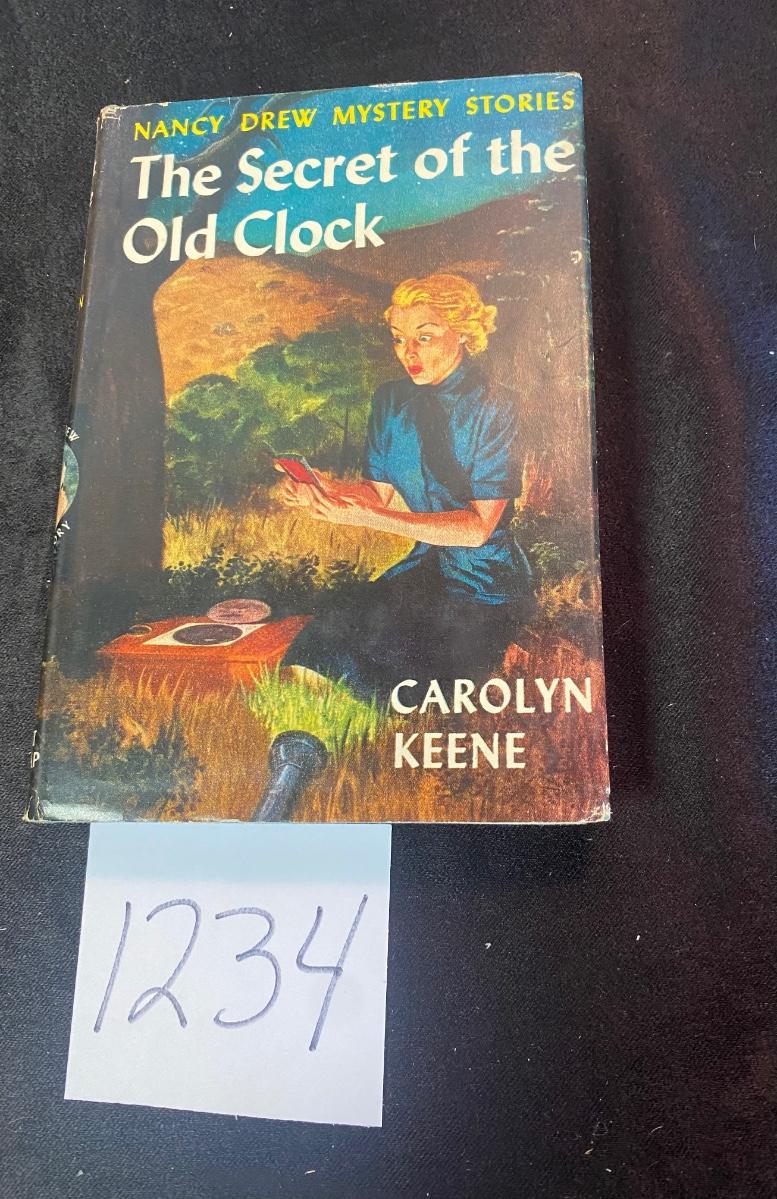 NANCY DREW MYSTERY STORIES
The Secret of the
Old Clock
CAROLYN
KEENE
1234